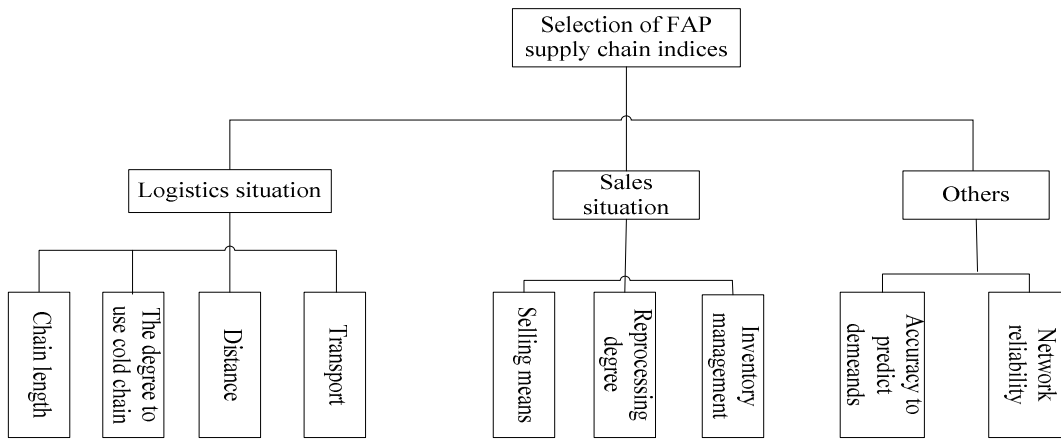 Selection of FAP
supply chain indices
Logistics situation
Sales
situation
Others
Chain length
The degree to
use cold chain
Distance
Transport
Selling means
Reprocessing
degree
Inventory
management
Accuracy to
predict
demeands
Network
reliability